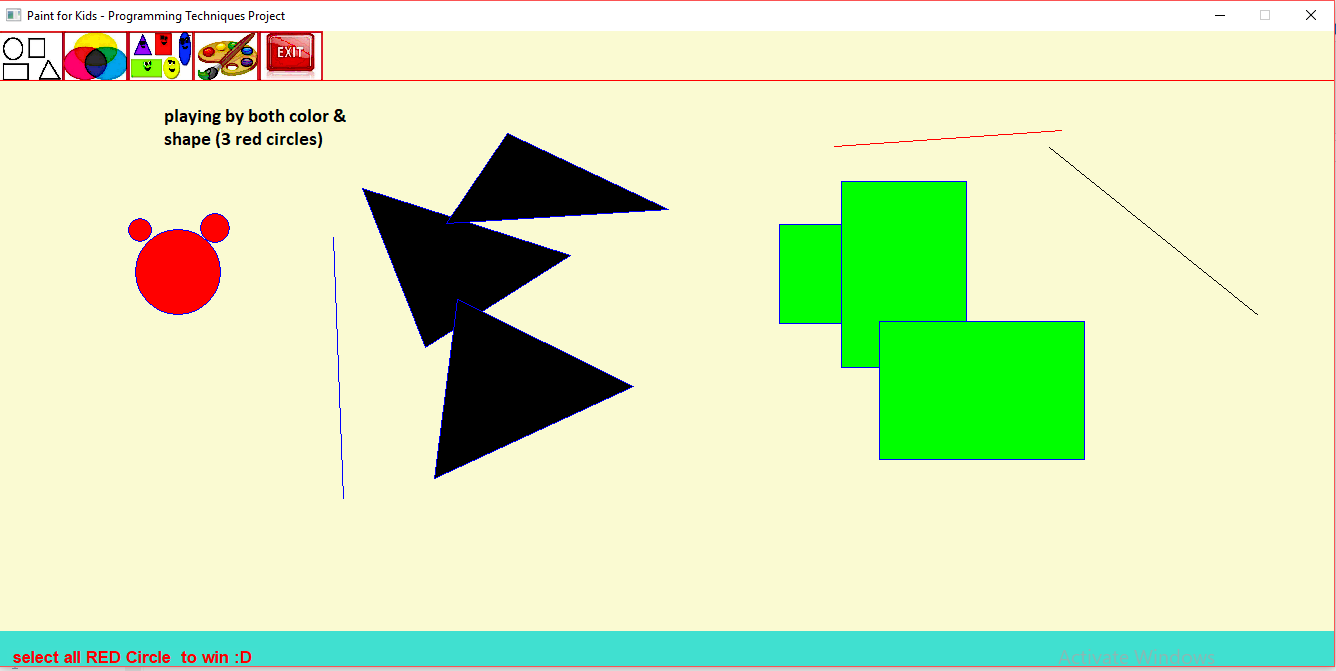 Paint for Kids - Programming Techniques Project
EXIT
playing by both color &
shape (3 red circles)
select all RED Circle  to win :D
Activate Windows